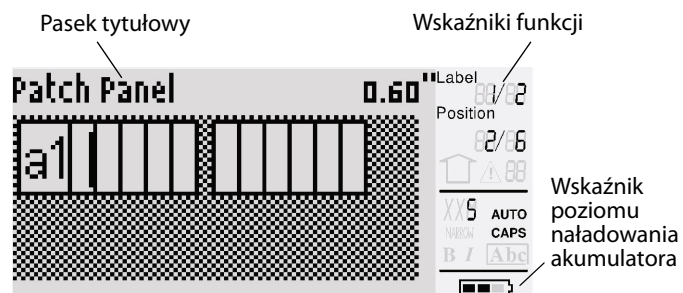 Pasek tytułowy
Wskaźniki funkcji
Patch Panel 0.60"
Label
1/2
Position
2/6
88
a1
XXS AUTO
NARROW CAPS
B I Abc
Wskaźnik
poziomu
naładowania
akumulatora